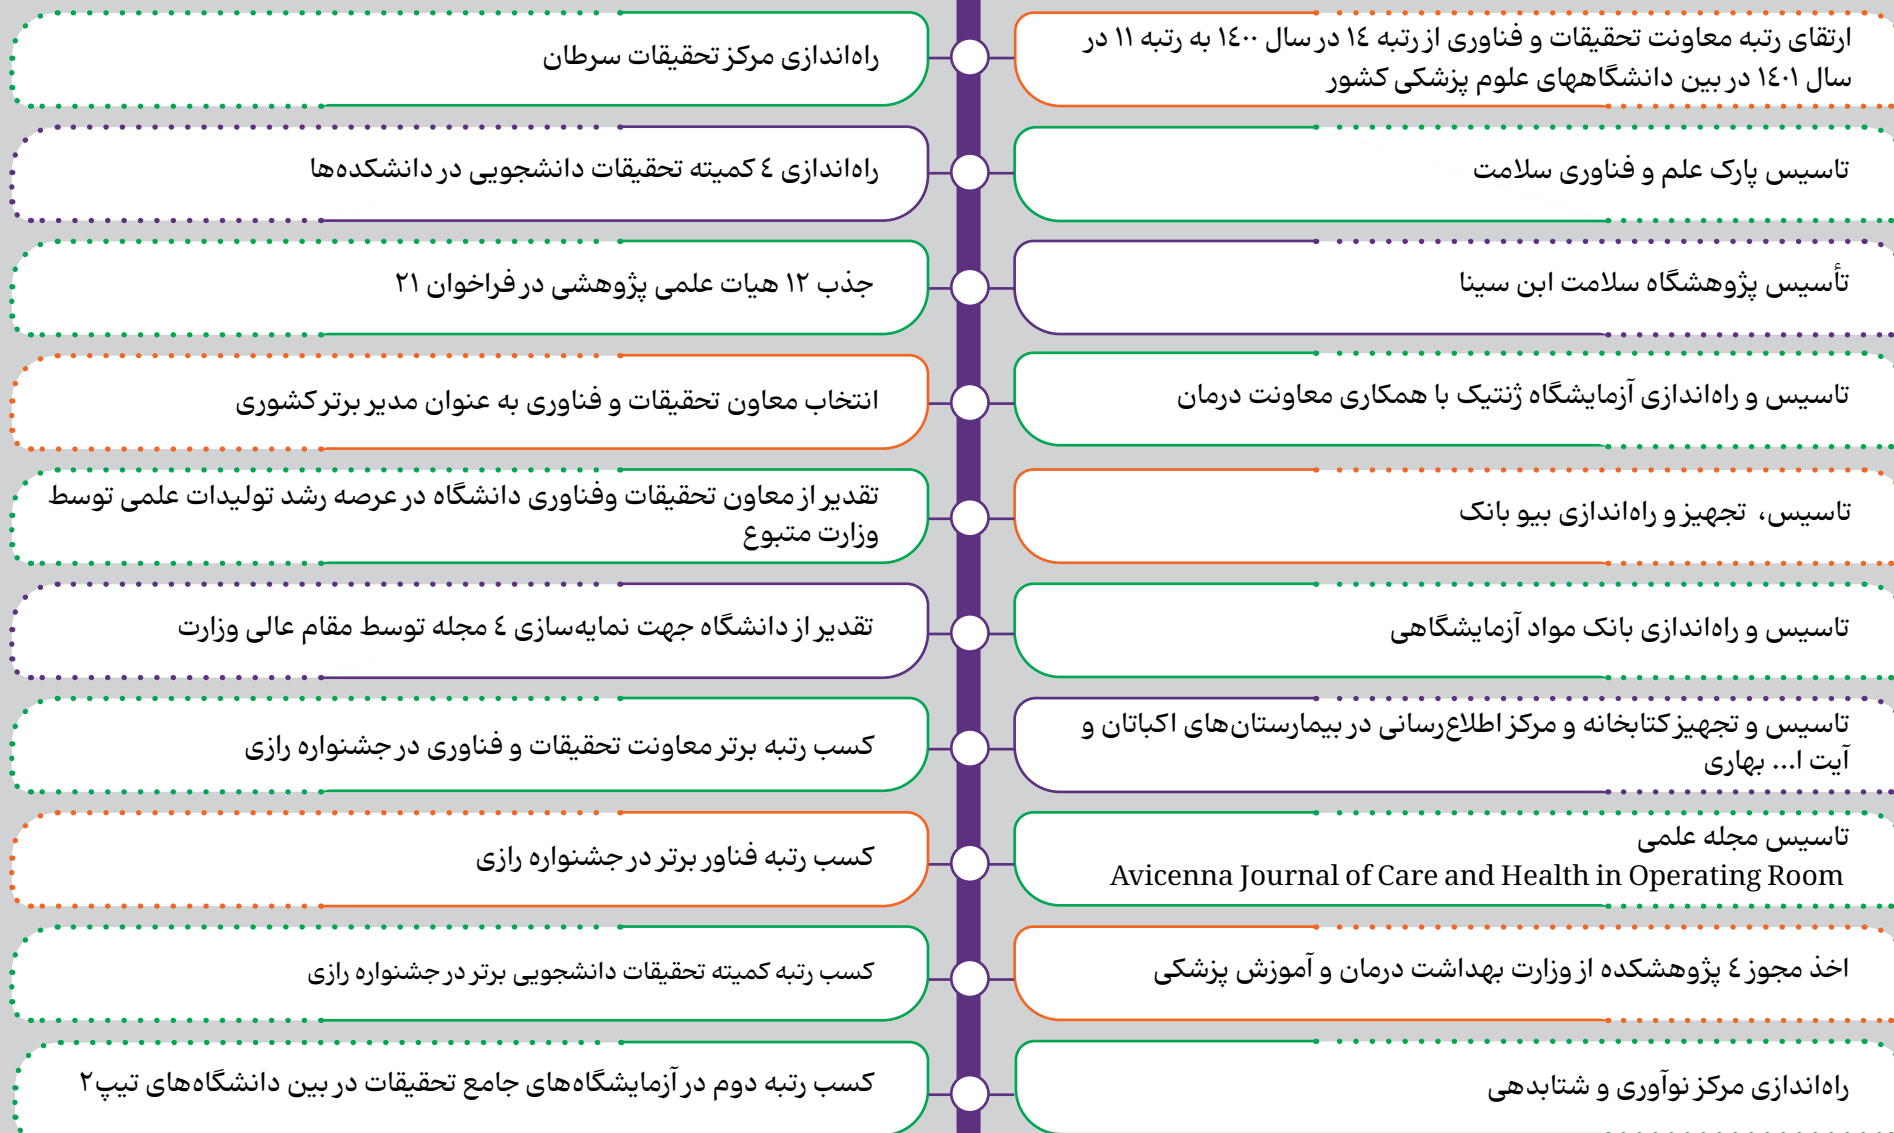 ارتقای رتبه معاونت تحقیقات و فناوری از رتبه ١٤ در سال ١٤٠٠ به رتبه ١١ در
سال ١٤٠١ در بین دانشگاههای علوم پزشکی کشور
تاسیس پارک علم و فناوری سلامت
تأسیس پژوهشگاه سلامت ابن سینا
تاسیس و راه‌اندازی آزمایشگاه ژنتیک با همکاری معاونت درمان
تاسیس، تجهیز و راه‌اندازی بیو بانک
تاسیس و راه‌اندازی بانک مواد آزمایشگاهی
تاسیس و تجهیز کتابخانه و مرکز اطلاع‌رسانی در بیمارستان‌های اکباتان و
آیت ا... بهاری
تاسیس مجله علمی
Avicenna Journal of Care and Health in Operating Room
اخذ مجوز ٤ پژوهشکده از وزارت بهداشت درمان و آموزش پزشکی
راه‌اندازی مرکز نوآوری و شتابدهی
راه‌اندازی مرکز تحقیقات سرطان
راه‌اندازی ٤ کمیته تحقیقات دانشجویی در دانشکده‌ها
جذب ١٢ هیات علمی پژوهشی در فراخوان ٢١
انتخاب معاون تحقیقات و فناوری به عنوان مدیر برتر کشوری
تقدیر از معاون تحقیقات وفناوری دانشگاه در عرصه رشد تولیدات علمی توسط
وزارت متبوع
تقدیر از دانشگاه جهت نمایه‌سازی ٤ مجله توسط مقام عالی وزارت
کسب رتبه برتر معاونت تحقیقات و فناوری در جشنواره رازی
کسب رتبه فناور برتر در جشنواره رازی
کسب رتبه کمیته تحقیقات دانشجویی برتر در جشنواره رازی
کسب رتبه دوم در آزمایشگاه‌های جامع تحقیقات در بین دانشگاه‌های تیپ٢